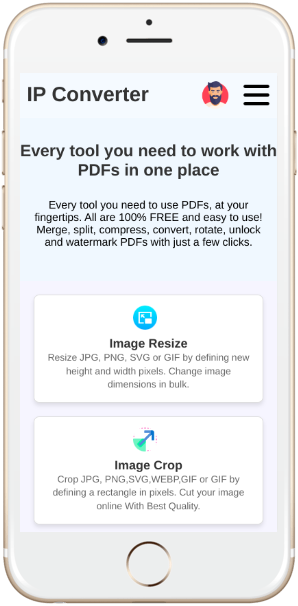 IP Converter
Every tool you need to work with
PDFs in one place
Every tool you need to use PDFs, at your
fingertips. All are 100% FREE and easy to use!
Merge, split, compress, convert, rotate, unlock
and watermark PDFs with just a few clicks.
Image Resize
Resize JPG, PNG, SVG or GIF by defining new
height and width pixels. Change image
dimensions in bulk.
Image Crop
Crop JPG, PNG,SVG,WEBP,GIF or GIF by
defining a rectangle in pixels. Cut your image
online With Best Quality.